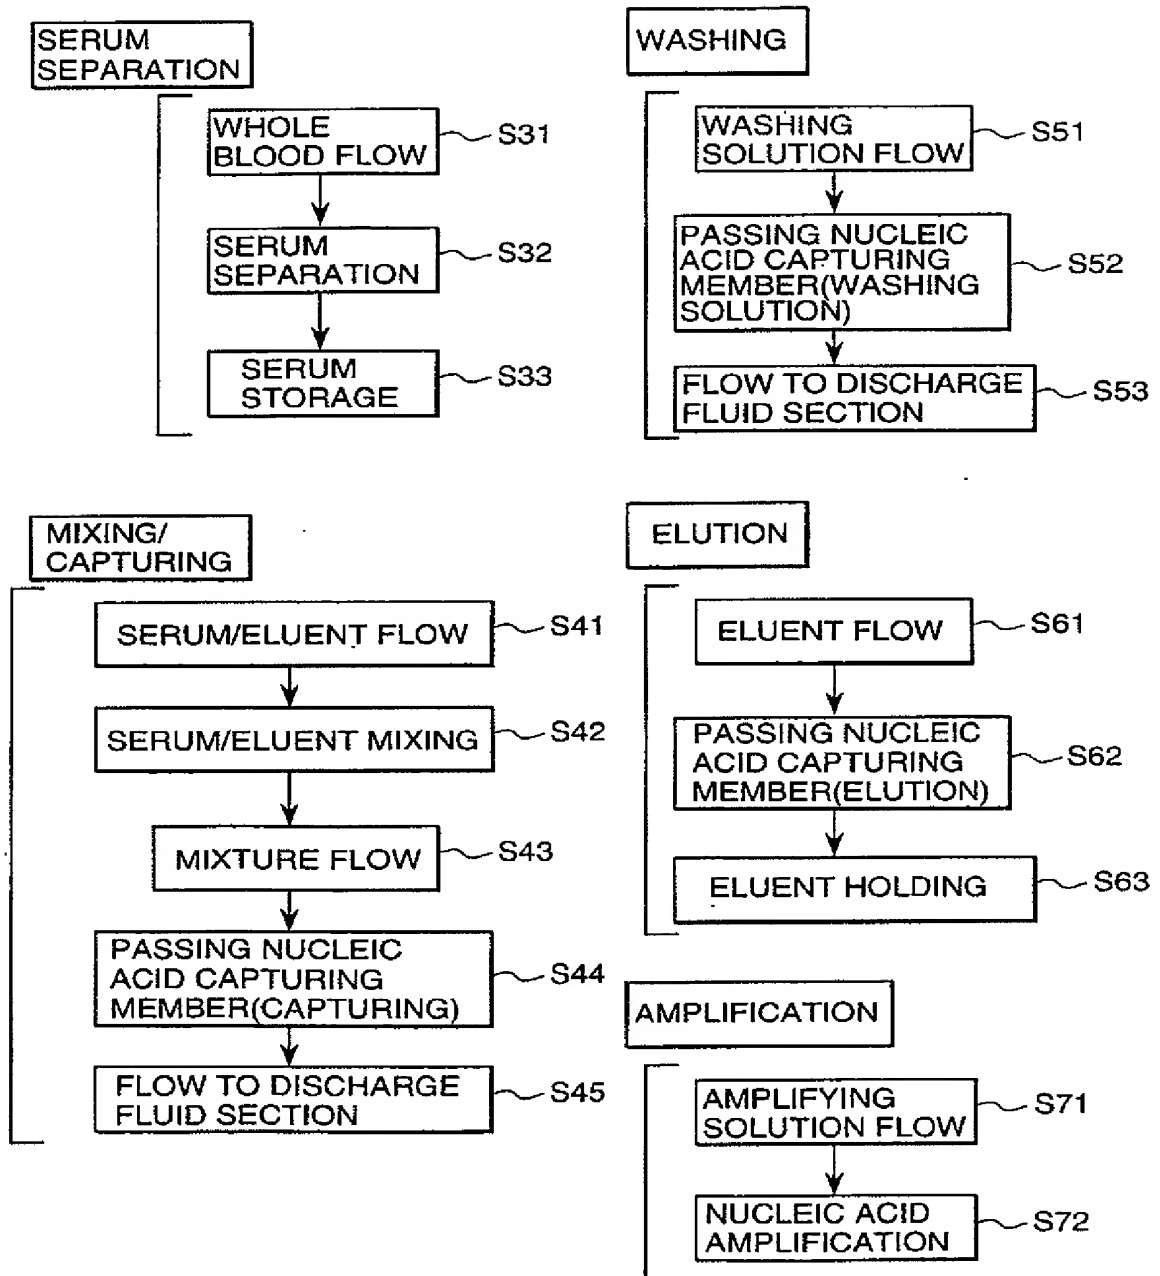 SERUM
SEPARATION
WHOLE
BLOOD FLOW
S31
SERUM
SEPARATION
S32
SERUM
STORAGE
S33
MIXING/
CAPTURING
SERUM/ELUENT FLOW
S41
SERUM/ELUENT MIXING
S42
MIXTURE FLOW
S43
PASSING NUCLEIC
ACID CAPTURING
MEMBER(CAPTURING)
S44
FLOW TO DISCHARGE
FLUID SECTION
S45
WASHING
WASHING
SOLUTION FLOW
S51
PASSING NUCLEIC
ACID CAPTURING
MEMBER(WASHING
SOLUTION)
S52
FLOW TO DISCHARGE
FLUID SECTION
S53
ELUTION
ELUENT FLOW
S61
PASSING NUCLEIC
ACID CAPTURING
MEMBER(ELUTION)
S62
ELUENT HOLDING
S63
AMPLIFICATION
AMPLIFYING
SOLUTION FLOW
S71
NUCLEIC ACID
AMPLIFICATION
S72